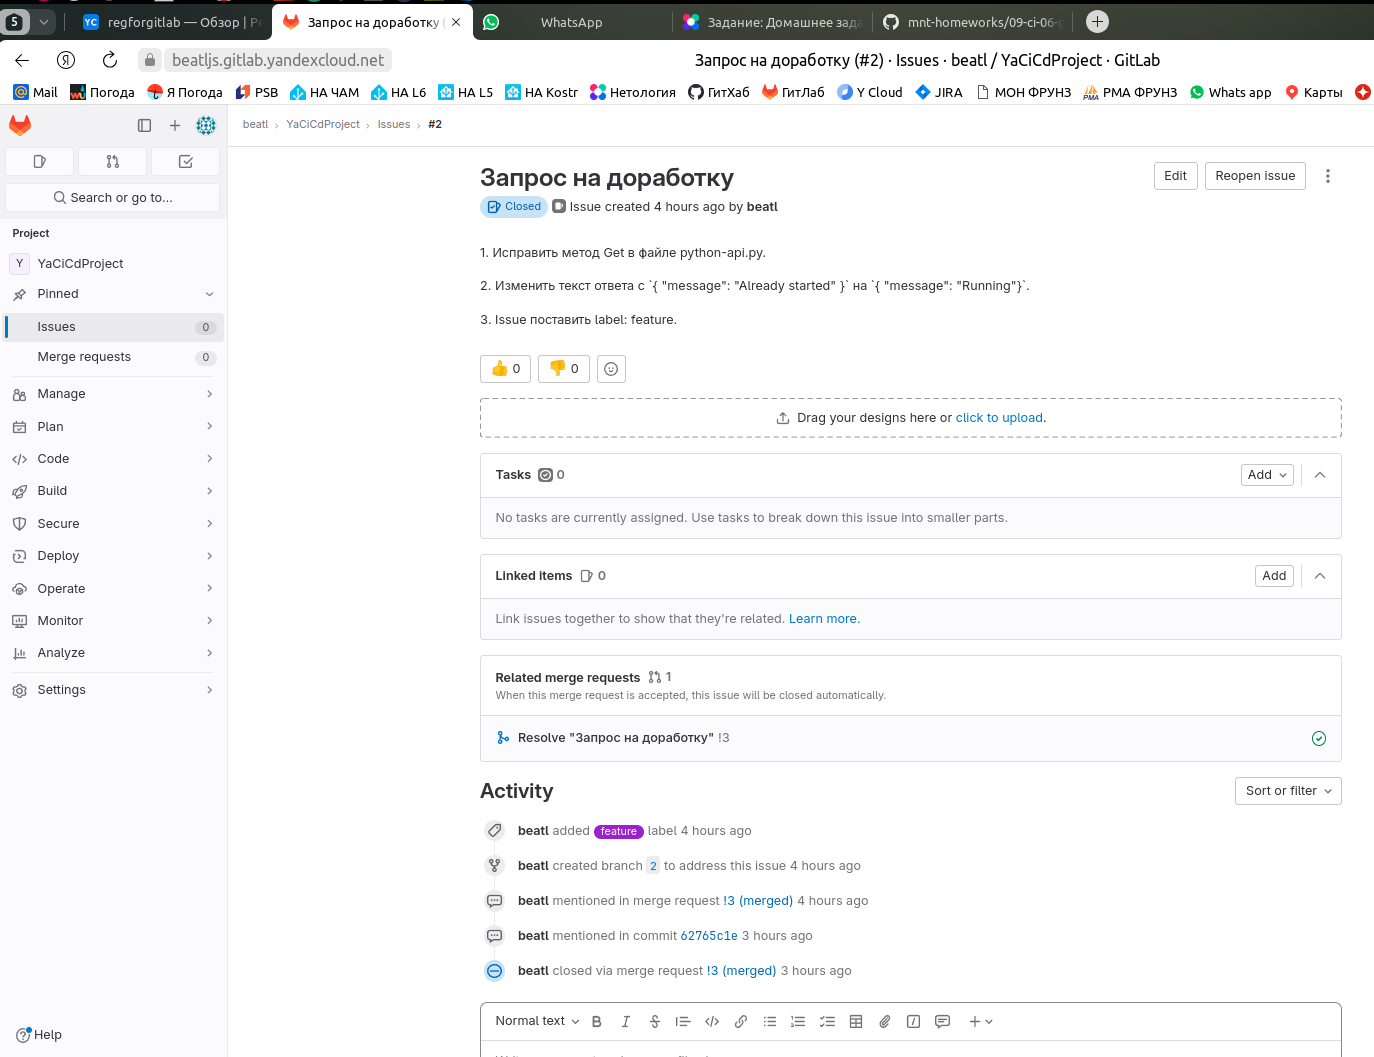 5
YC regforgitlab — Обзор | Ре
Запрос на доработку (
WhatsApp
Задание: Домашнее зада
mnt-homeworks/09-ci-06-
beatljs.gitlab.yandexcloud.net
Запрос на доработку (#2) · Issues · beatl / YaCiCdProject · GitLab
Mail
Погода
Я Погода
PSB
НА ЧАМ
НА L6
НА L5
НА Kostr
Нетология
ГитХаб
ГитЛаб
Y Cloud
JIRA
МОН ФРУНЗ
РМА ФРУНЗ
Whats app
Карты
beatl › YaCiCdProject › Issues › #2
Search or go to...
Project
Y YaCiCdProject
Pinned
Issues 0
Merge requests 0
Manage
Plan
Code
Build
Secure
Deploy
Operate
Monitor
Analyze
Settings
Help
Запрос на доработку
Edit
Reopen issue
Closed Issue created 4 hours ago by beatl
1. Исправить метод Get в файле python-api.py.
2. Изменить текст ответа с `{ "message": "Already started" }` на `{ "message": "Running"}`.
3. Issue поставить label: feature.
👍 0 👎 0
Drag your designs here or click to upload.
Tasks 0
Add
No tasks are currently assigned. Use tasks to break down this issue into smaller parts.
Linked items 0
Add
Link issues together to show that they're related. Learn more.
Related merge requests 1
When this merge request is accepted, this issue will be closed automatically.
Resolve "Запрос на доработку" !3
Activity
Sort or filter
beatl added feature label 4 hours ago
beatl created branch 2 to address this issue 4 hours ago
beatl mentioned in merge request !3 (merged) 4 hours ago
beatl mentioned in commit 62765c1e 3 hours ago
beatl closed via merge request !3 (merged) 3 hours ago
Normal text